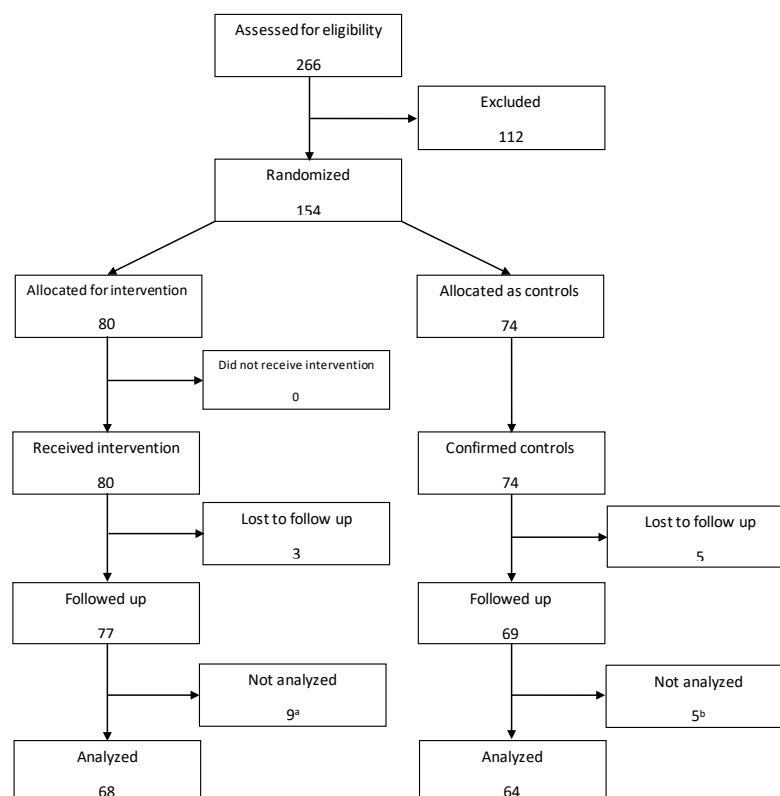 Assessed for eligibility
266
Excluded
112
Randomized
154
Allocated for intervention
80
Allocated as controls
74
Did not receive intervention
0
Received intervention
80
Confirmed controls
74
Lost to follow up
3
Lost to follow up
5
Followed up
77
Followed up
69
Not analyzed
9ᵃ
Not analyzed
5ᵇ
Analyzed
68
Analyzed
64